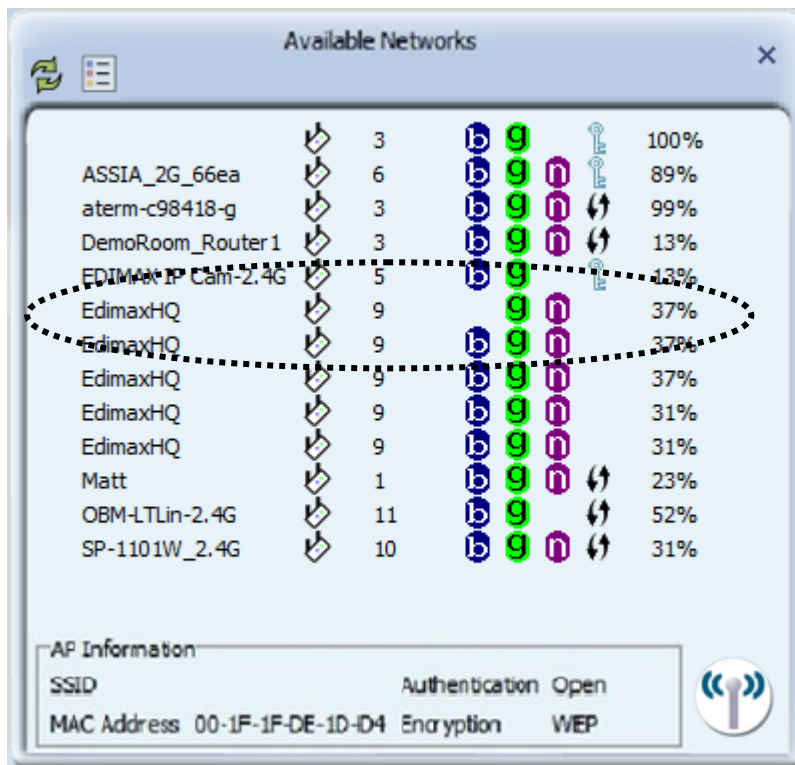 Available Networks
3 b g 100%
ASSIA_2G_66ea 6 b g n 89%
aterm-c98418-g 3 b g n 99%
DemoRoom_Router1 3 b g n 13%
EDIMAX IP Cam-2.4G 5 b g 13%
EdimaxHQ 9 g n 37%
EdimaxHQ 9 b g n 37%
EdimaxHQ 9 b g n 37%
EdimaxHQ 9 b g n 31%
EdimaxHQ 9 b g n 31%
Matt 1 b g n 23%
OBM-LTLin-2.4G 11 b g 52%
SP-1101W_2.4G 10 b g n 31%
AP Information
SSID Authentication Open
MAC Address 00-1F-1F-DE-1D-D4 Encryption WEP